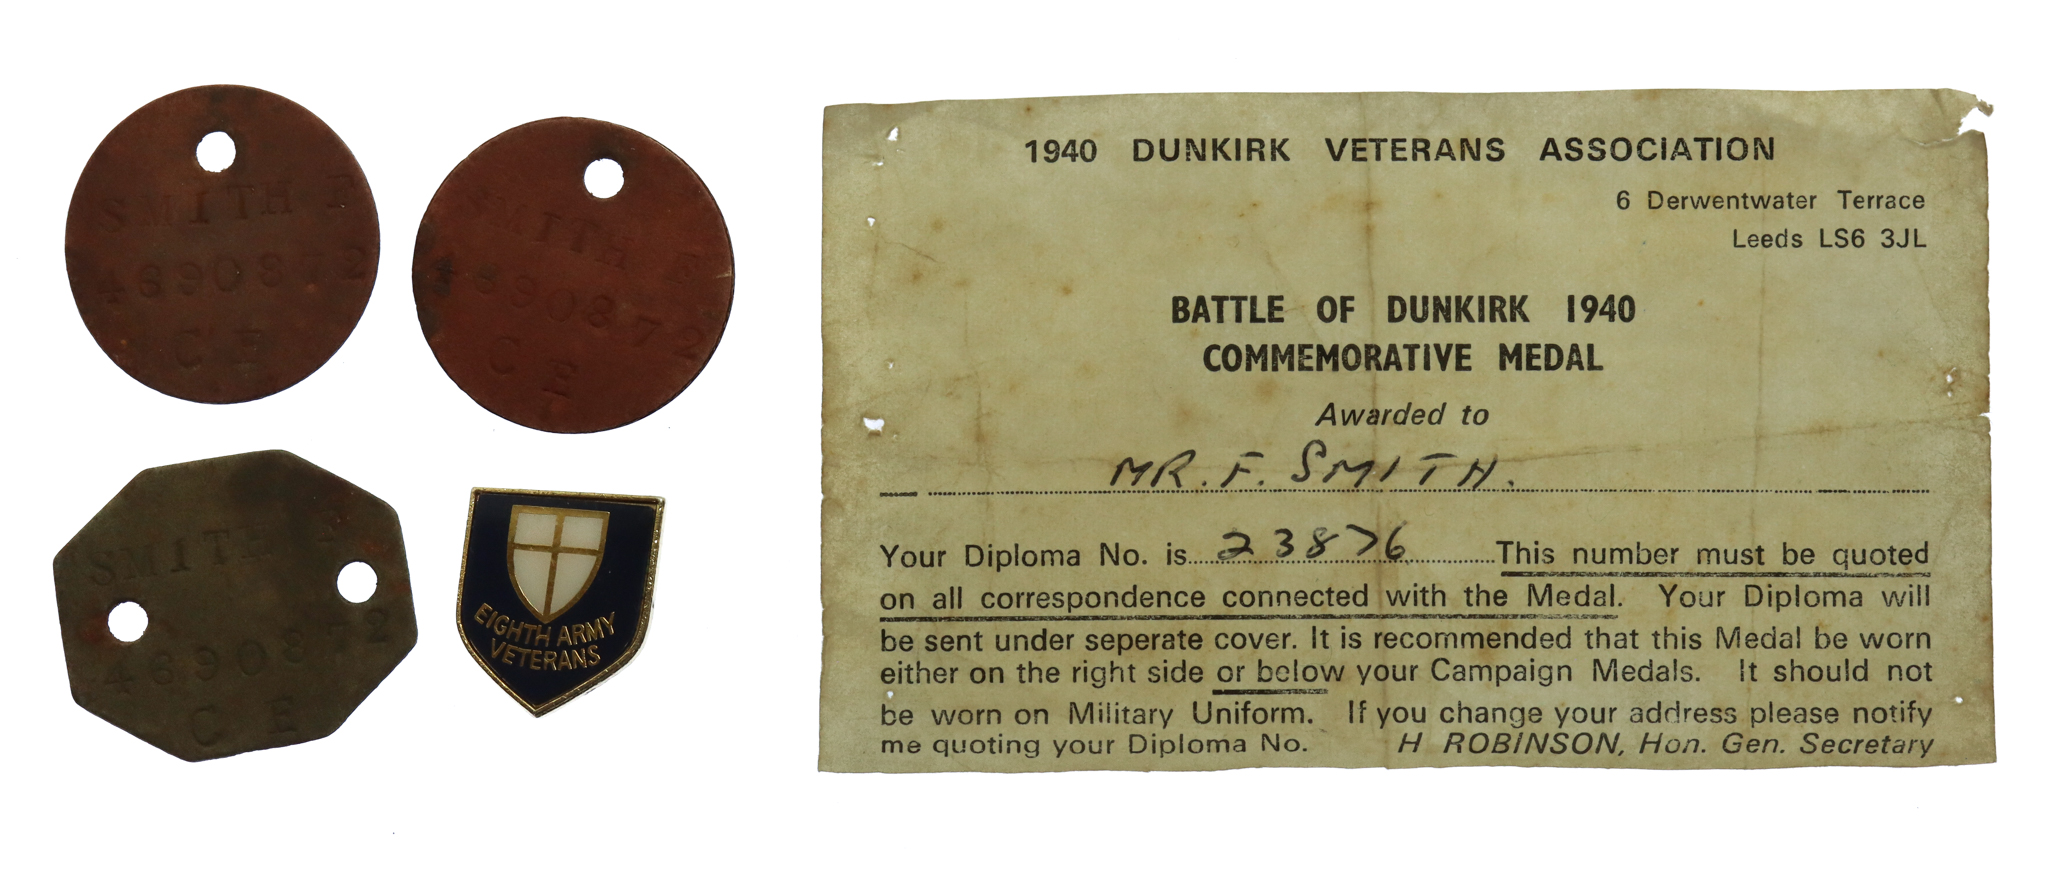 SMITH F
4690872
C E
SMITH F
4690872
C E
SMITH F
4690872
C E
EIGHTH ARMY
VETERANS
1940 DUNKIRK VETERANS ASSOCIATION
6 Derwentwater Terrace
Leeds LS6 3JL
BATTLE OF DUNKIRK 1940
COMMEMORATIVE MEDAL
Awarded to
MR. F. SMITH.
Your Diploma No. is 23876 This number must be quoted
on all correspondence connected with the Medal. Your Diploma will
be sent under seperate cover. It is recommended that this Medal be worn
either on the right side or below your Campaign Medals. It should not
be worn on Military Uniform. If you change your address please notify
me quoting your Diploma No. H ROBINSON, Hon. Gen. Secretary